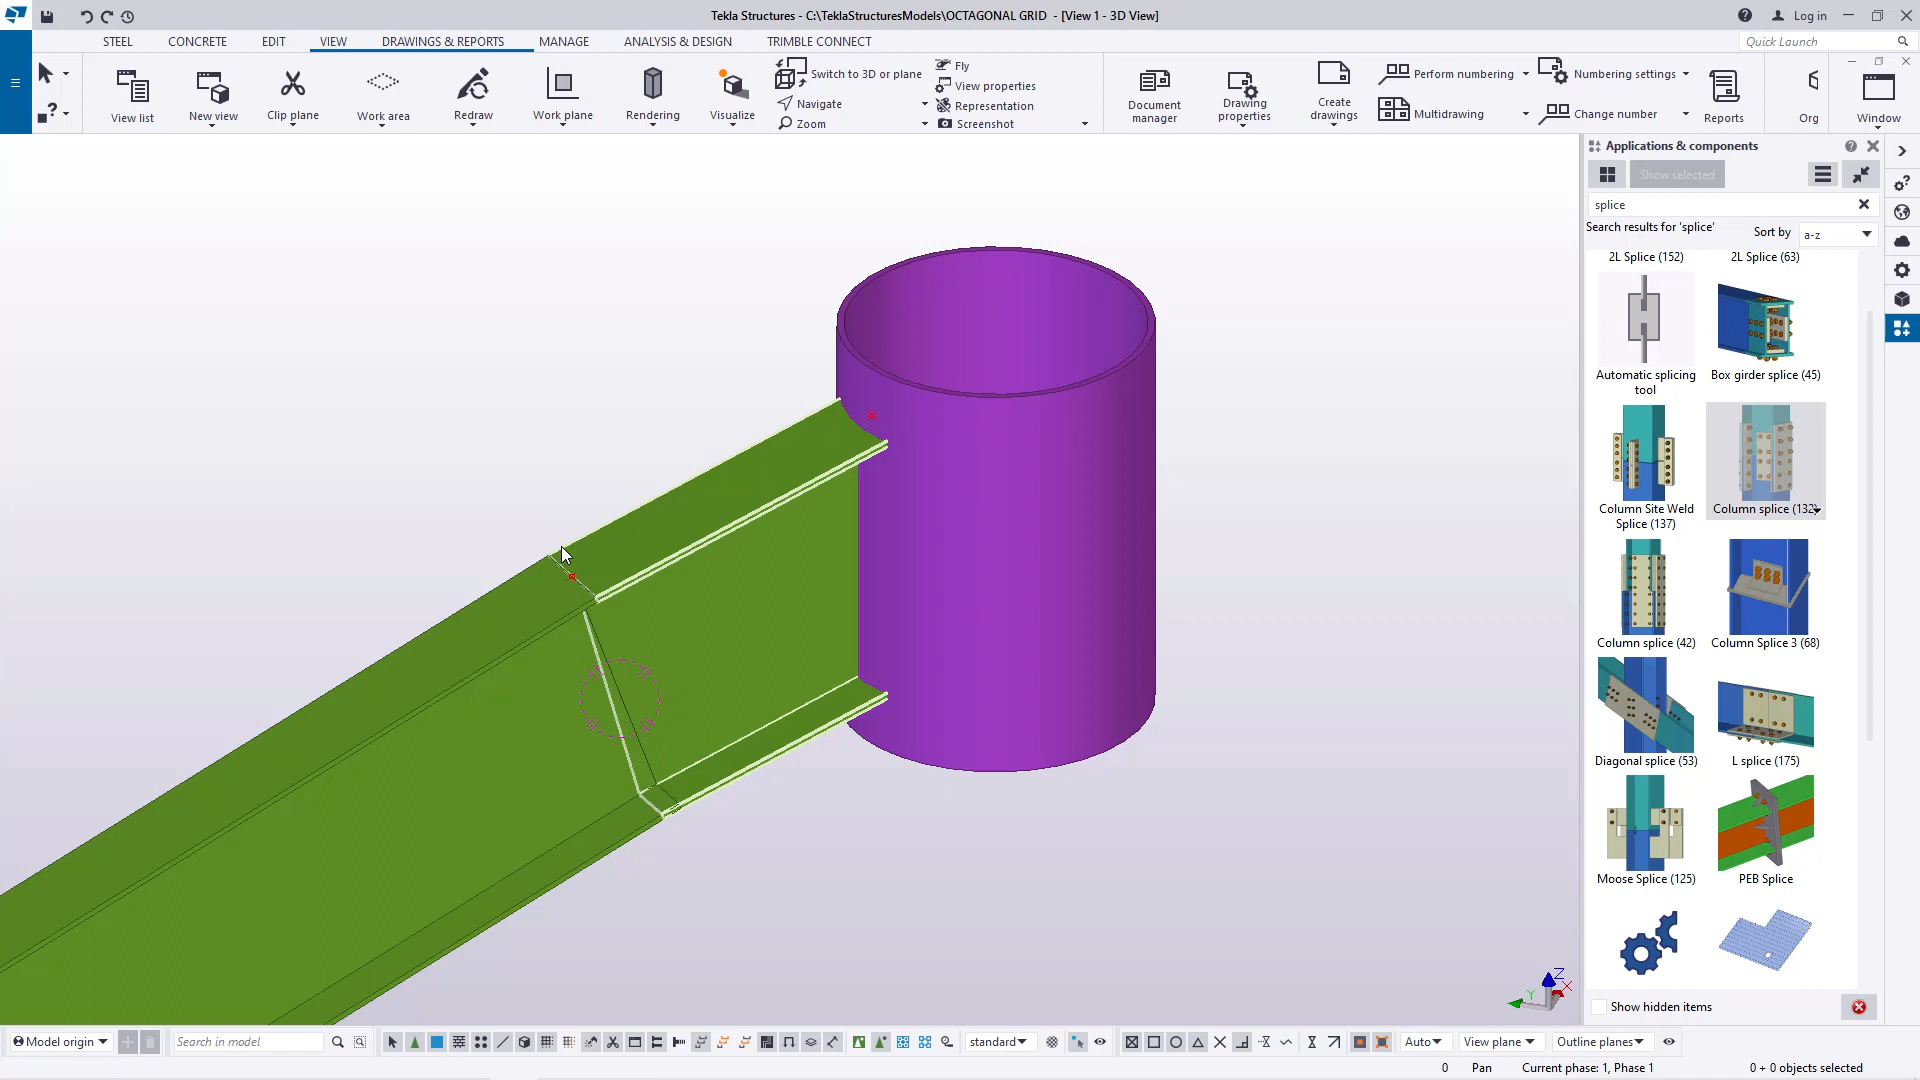 Tekla Structures - C:\TeklaStructuresModels\OCTAGONAL GRID - [View 1 - 3D View]
Log in
STEEL CONCRETE EDIT VIEW DRAWINGS & REPORTS MANAGE ANALYSIS & DESIGN TRIMBLE CONNECT
Quick Launch
View list
New view
Clip plane
Work area
Redraw
Work plane
Rendering
Visualize
Switch to 3D or plane
Navigate
Zoom
Fly
View properties
Representation
Screenshot
Document manager
Drawing properties
Create drawings
Perform numbering
Multidrawing
Numbering settings
Change number
Reports
Org
Window
Applications & components
Show selected
splice
Search results for 'splice'
Sort by
a-z
2L Splice (152) 2L Splice (63)
Automatic splicing tool
Box girder splice (45)
Column Site Weld Splice (137)
Column splice (132
Column splice (42) Column Splice 3 (68)
Diagonal splice (53) L splice (175)
Moose Splice (125) PEB Splice
Show hidden items
Z
Y
X
Model origin
Search in model
standard
Auto
View plane
Outline planes
0 Pan Current phase: 1, Phase 1 0 + 0 objects selected